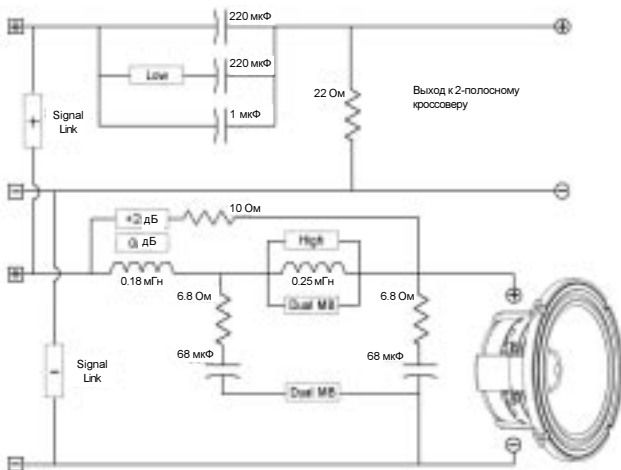 220 мкФ
Low
220 мкФ
1 мкФ
22 Ом
Выход к 2-полосному
кроссоверу
Signal
Link
10 Ом
+2 дБ
0 дБ
High
0.18 мГн
0.25 мГн
6.8 Ом
Dual MB
6.8 Ом
68 мкФ
68 мкФ
Dual MB
Signal
Link